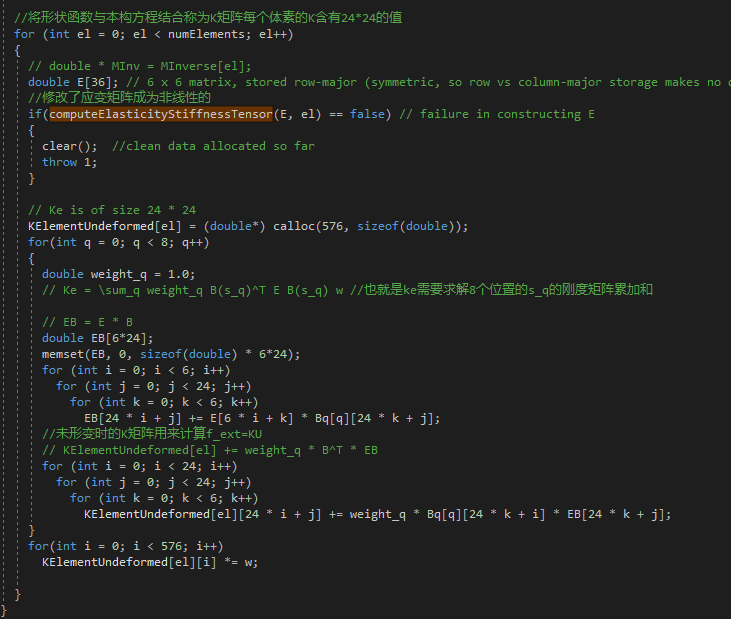 //将形状函数与本构方程结合称为K矩阵每个体素的K含有24*24的值
for (int el = 0; el < numElements; el++)
{
// double * MInv = MInverse[el];
double E[36]; // 6 x 6 matrix, stored row-major (symmetric, so row vs column-major storage makes no
//修改了应变矩阵成为非线性的
if(computeElasticityStiffnessTensor(E, el) == false) // failure in constructing E
{
clear();  //clean data allocated so far
throw 1;
}
// Ke is of size 24 * 24
KElementUndeformed[el] = (double*) calloc(576, sizeof(double));
for(int q = 0; q < 8; q++)
{
double weight_q = 1.0;
// Ke = \sum_q weight_q B(s_q)^T E B(s_q) w //也就是ke需要求解8个位置的s_q的刚度矩阵累加和
// EB = E * B
double EB[6*24];
memset(EB, 0, sizeof(double) * 6*24);
for (int i = 0; i < 6; i++)
for (int j = 0; j < 24; j++)
for (int k = 0; k < 6; k++)
EB[24 * i + j] += E[6 * i + k] * Bq[q][24 * k + j];
//未形变时的K矩阵用来计算f_ext=KU
// KElementUndeformed[el] += weight_q * B^T * EB
for (int i = 0; i < 24; i++)
for (int j = 0; j < 24; j++)
for (int k = 0; k < 6; k++)
KElementUndeformed[el][24 * i + j] += weight_q * Bq[q][24 * k + i] * EB[24 * k + j];
}
for(int i = 0; i < 576; i++)
KElementUndeformed[el][i] *= w;
}
}